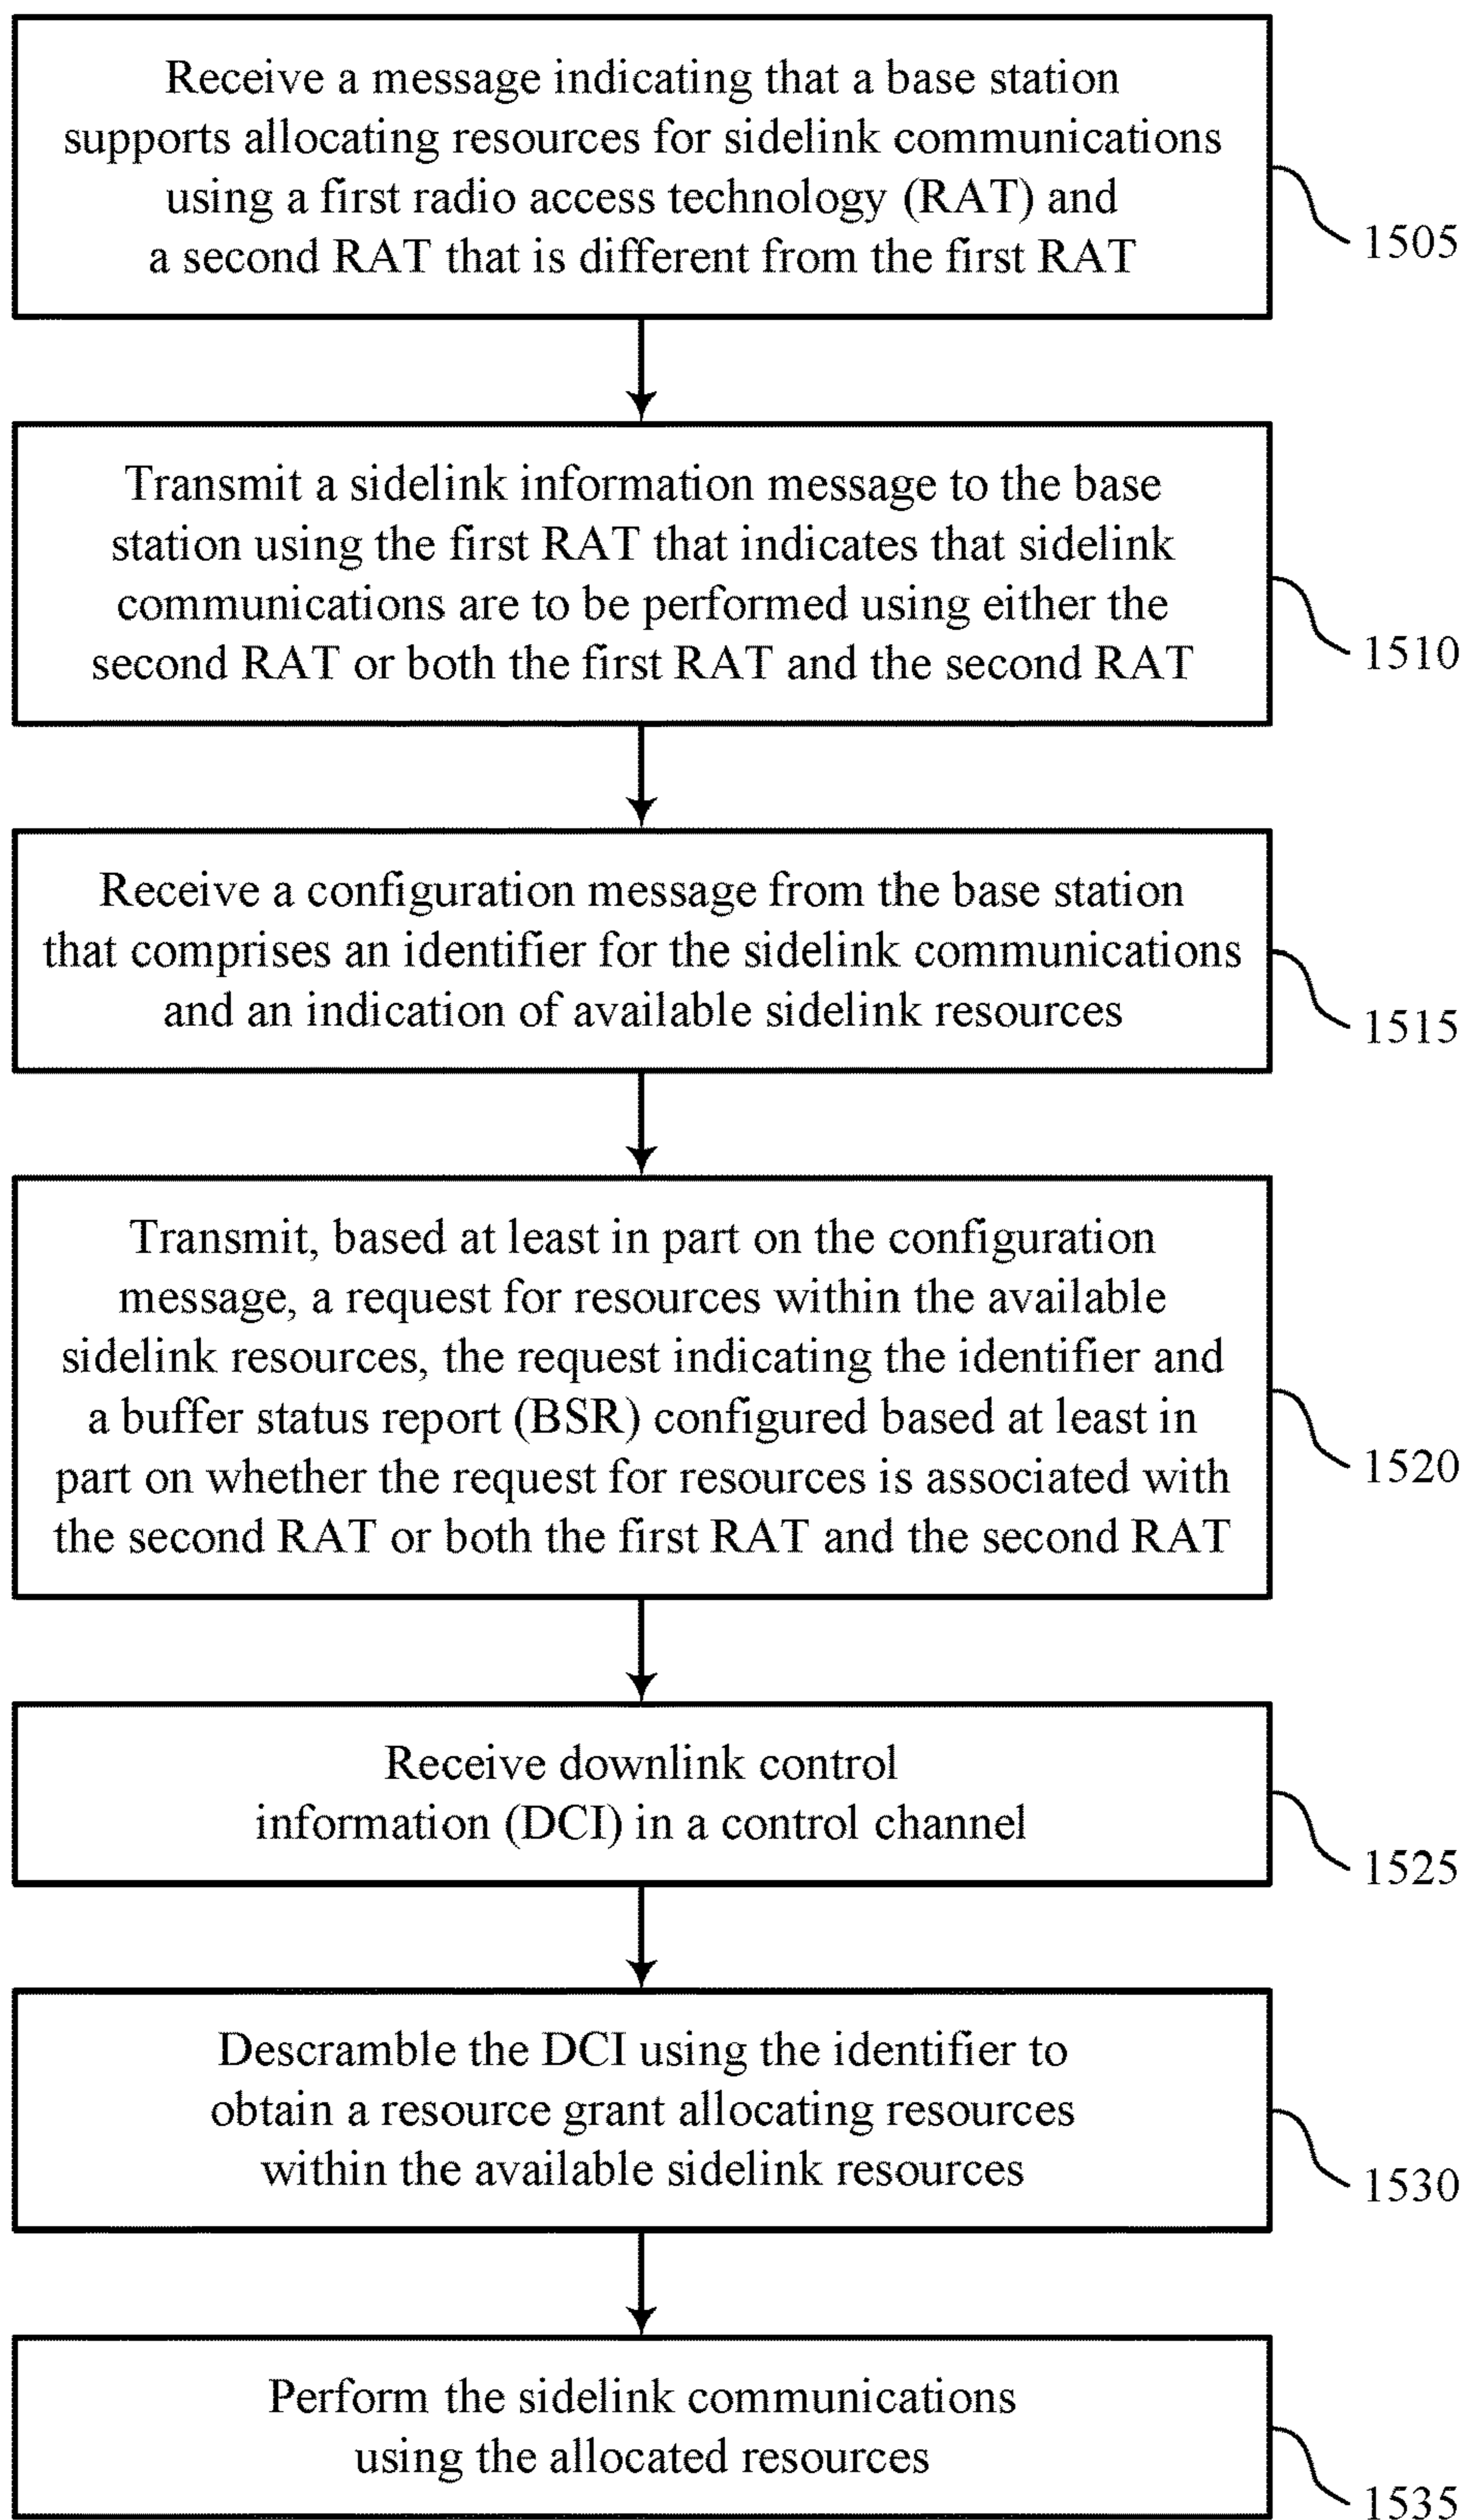 Receive a message indicating that a base station
supports allocating resources for sidelink communications
using a first radio access technology (RAT) and
a second RAT that is different from the first RAT
1505
Transmit a sidelink information message to the base
station using the first RAT that indicates that sidelink
communications are to be performed using either the
second RAT or both the first RAT and the second RAT
1510
Receive a configuration message from the base station
that comprises an identifier for the sidelink communications
and an indication of available sidelink resources
1515
Transmit, based at least in part on the configuration
message, a request for resources within the available
sidelink resources, the request indicating the identifier and
a buffer status report (BSR) configured based at least in
part on whether the request for resources is associated with
the second RAT or both the first RAT and the second RAT
1520
Receive downlink control
information (DCI) in a control channel
1525
Descramble the DCI using the identifier to
obtain a resource grant allocating resources
within the available sidelink resources
1530
Perform the sidelink communications
using the allocated resources
1535